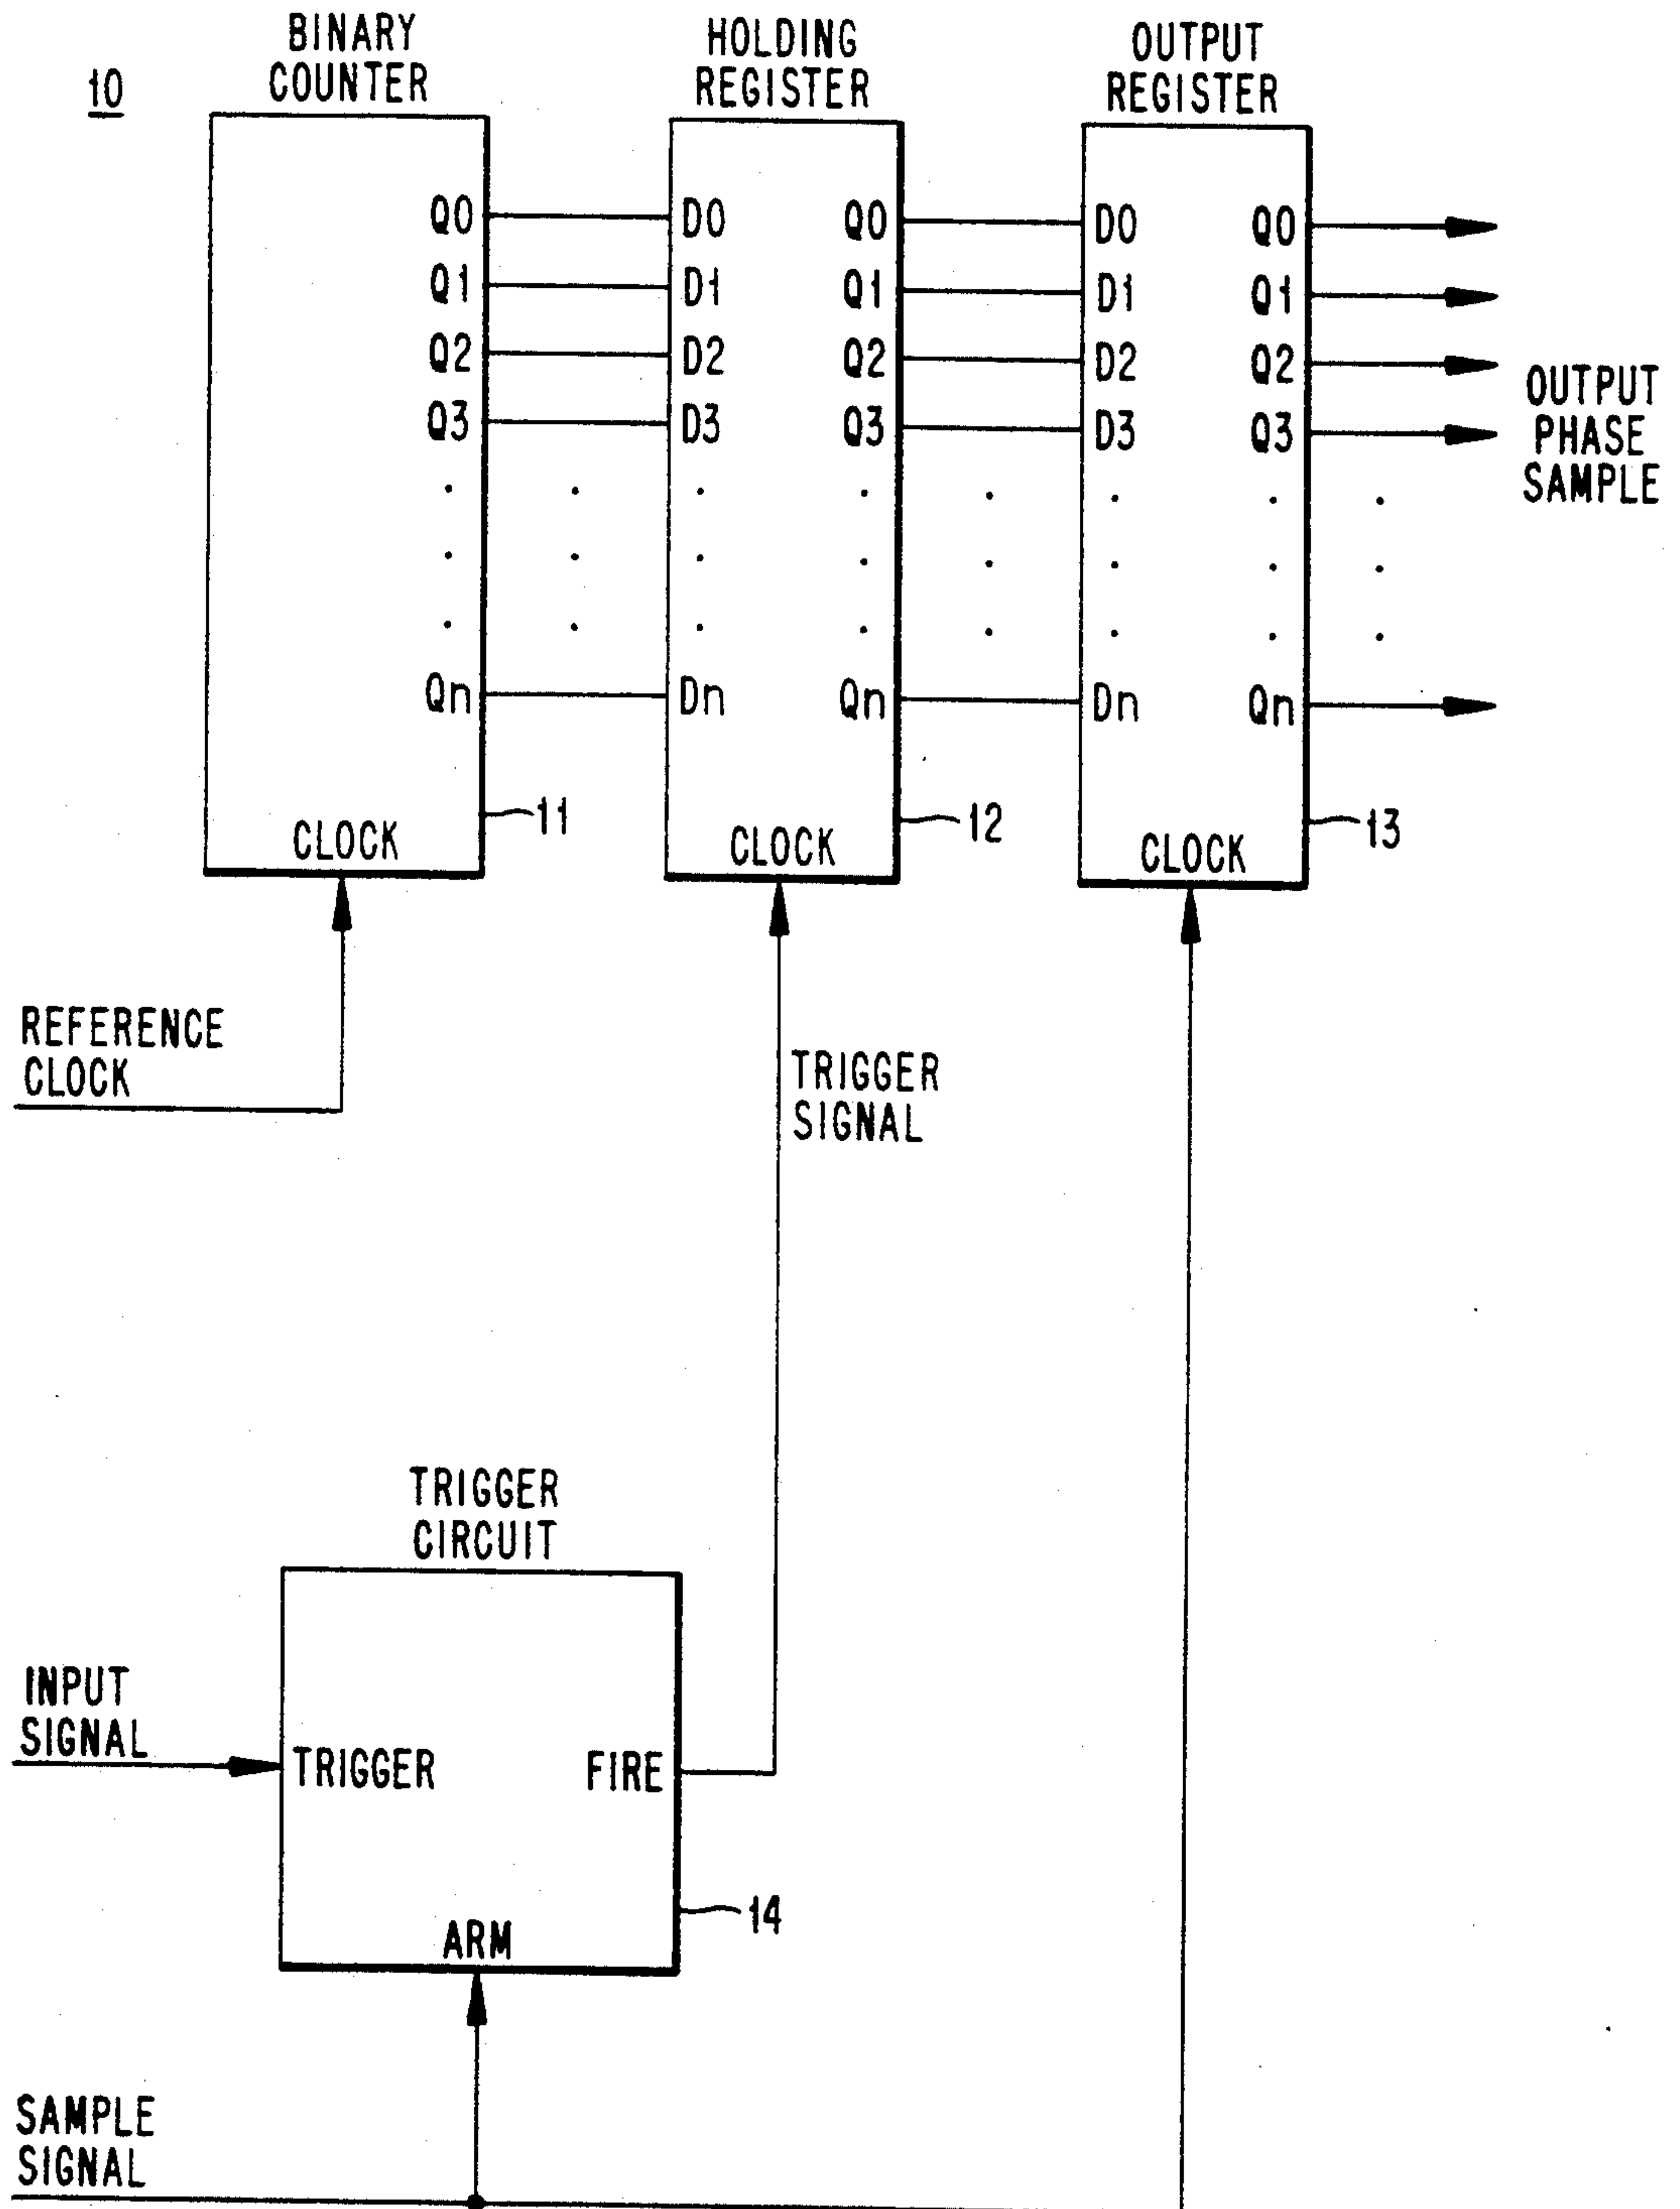 10
BINARY
COUNTER
HOLDING
REGISTER
OUTPUT
REGISTER
Q0
D0
Q0
D0
Q0
Q1
D1
Q1
D1
Q1
Q2
D2
Q2
D2
Q2
Q3
D3
Q3
D3
Q3
OUTPUT
PHASE
SAMPLE
Qn
Dn
Qn
Dn
Qn
11
12
13
CLOCK
CLOCK
CLOCK
REFERENCE
CLOCK
TRIGGER
SIGNAL
TRIGGER
CIRCUIT
INPUT
SIGNAL
TRIGGER
FIRE
14
ARM
SAMPLE
SIGNAL